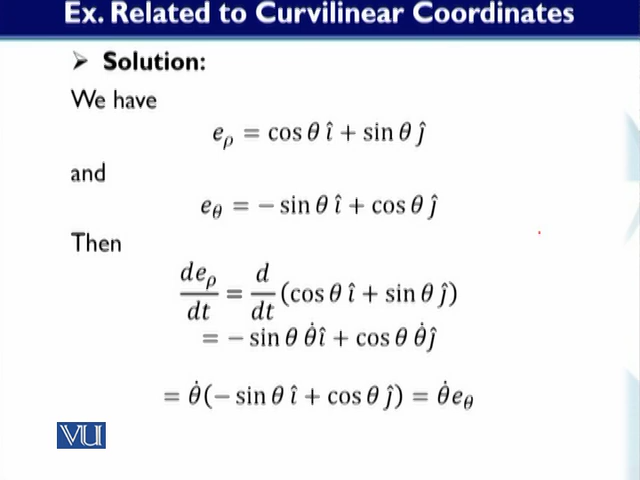 Ex. Related to Curvilinear Coordinates
➤ Solution:
We have
e_ρ = cos θ î + sin θ ĵ
and
e_θ = − sin θ î + cos θ ĵ
Then
de_ρ/dt = d/dt (cos θ î + sin θ ĵ)
= − sin θ θ̇ î + cos θ θ̇ ĵ
= θ̇(− sin θ î + cos θ ĵ) = θ̇e_θ
VU